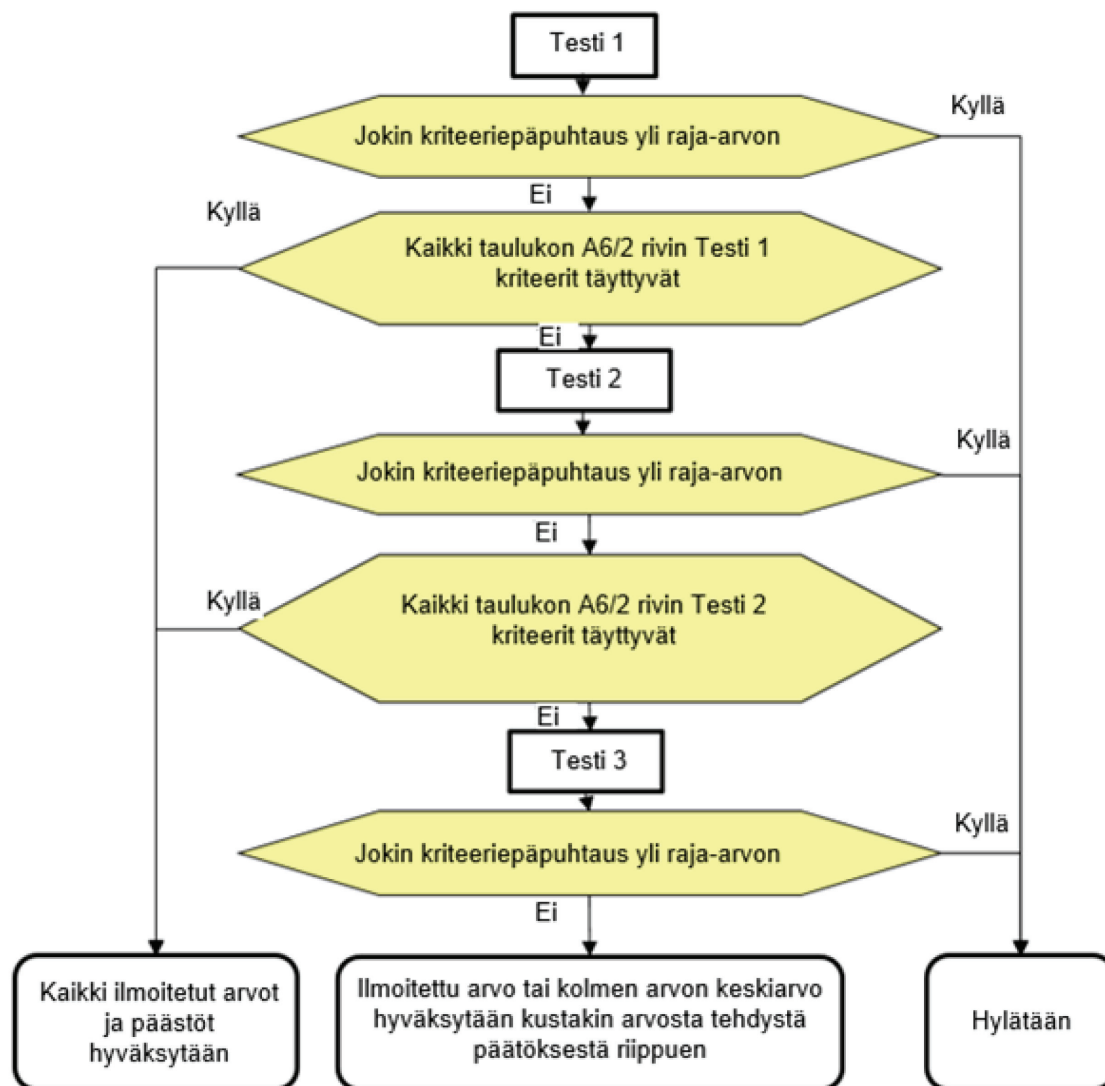 Testi 1
Kyllä
Jokin kriteeriepäpuhtaus yli raja-arvon
Ei
Kyllä
Kaikki taulukon A6/2 rivin Testi 1
kriteerit täyttyvät
Ei
Testi 2
Kyllä
Jokin kriteeriepäpuhtaus yli raja-arvon
Ei
Kyllä
Kaikki taulukon A6/2 rivin Testi 2
kriteerit täyttyvät
Ei
Testi 3
Kyllä
Jokin kriteeriepäpuhtaus yli raja-arvon
Ei
Kaikki ilmoitetut arvot
ja päästöt
hyväksytään
Ilmoitettu arvo tai kolmen arvon keskiarvo
hyväksytään kustakin arvosta tehdystä
päätöksestä riippuen
Hylätään